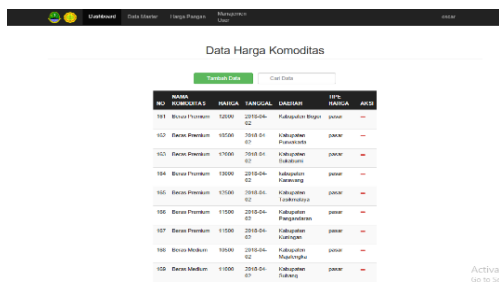 Dashboard Data Master Harga Pangan Manajemen User
Data Harga Komoditas
Tambah Data Cari Data
NO NAMA KOMODITAS HARGA TANGGAL DAERAH TIPE HARGA AKSI
161 Beras Premium 12000 2018-04-02 Kabupaten Bogor pasar
162 Beras Premium 10500 2018-04-02 Kabupaten Purwakarta pasar
163 Beras Premium 12000 2018-04-02 Kabupaten Sukabumi pasar
164 Beras Premium 13000 2018-04-02 kabupaten Karawang pasar
165 Beras Premium 12500 2018-04-02 Kabupaten Tasikmalaya pasar
166 Beras Premium 11500 2018-04-02 Kabupaten Pangandaran pasar
167 Beras Premium 11500 2018-04-02 Kabupaten Kuningan pasar
168 Beras Medium 10500 2018-04-02 Kabupaten Majalengka pasar
169 Beras Medium 11000 2018-04-02 Kabupaten Subang pasar
Activa
Go to Se